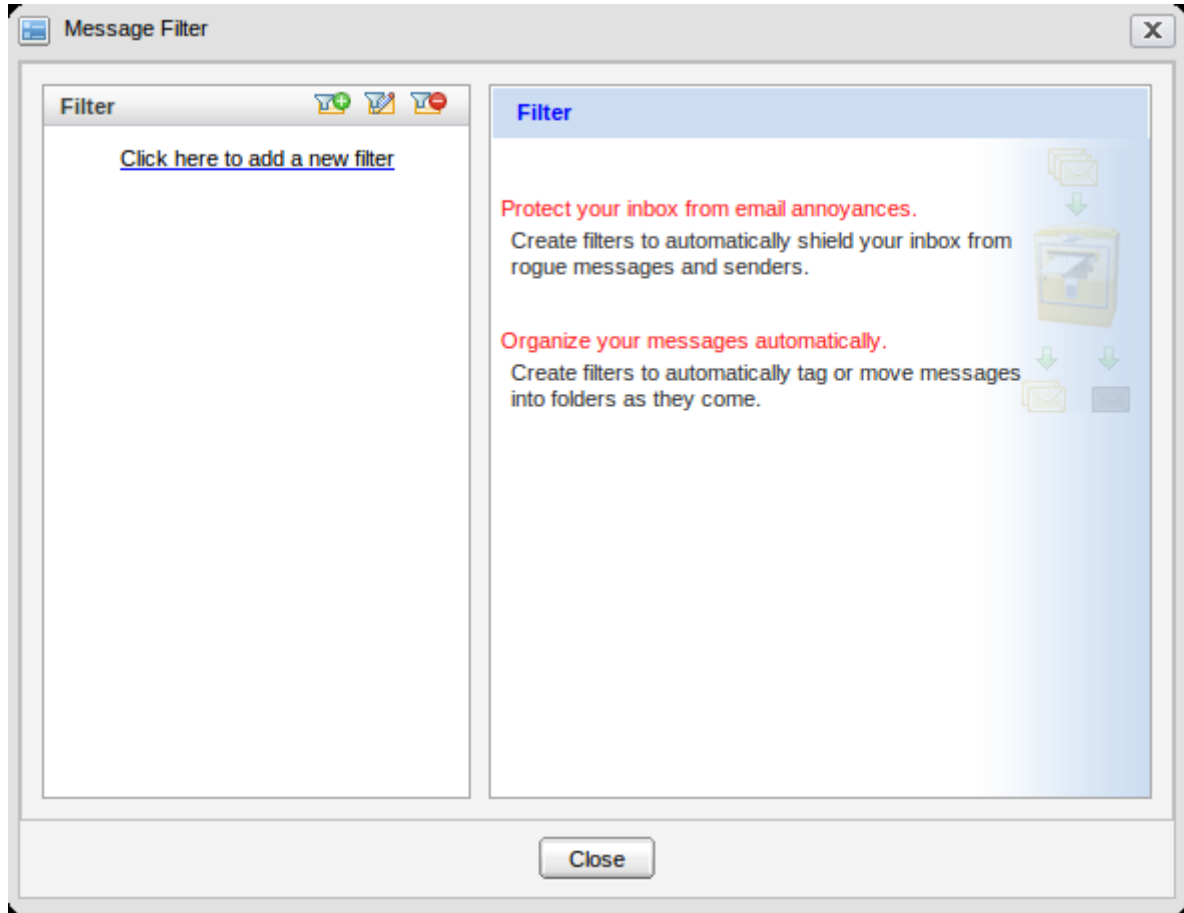 Message Filter
Filter
Click here to add a new filter
Filter
Protect your inbox from email annoyances.
Create filters to automatically shield your inbox from
rogue messages and senders.
Organize your messages automatically.
Create filters to automatically tag or move messages
into folders as they come.
Close